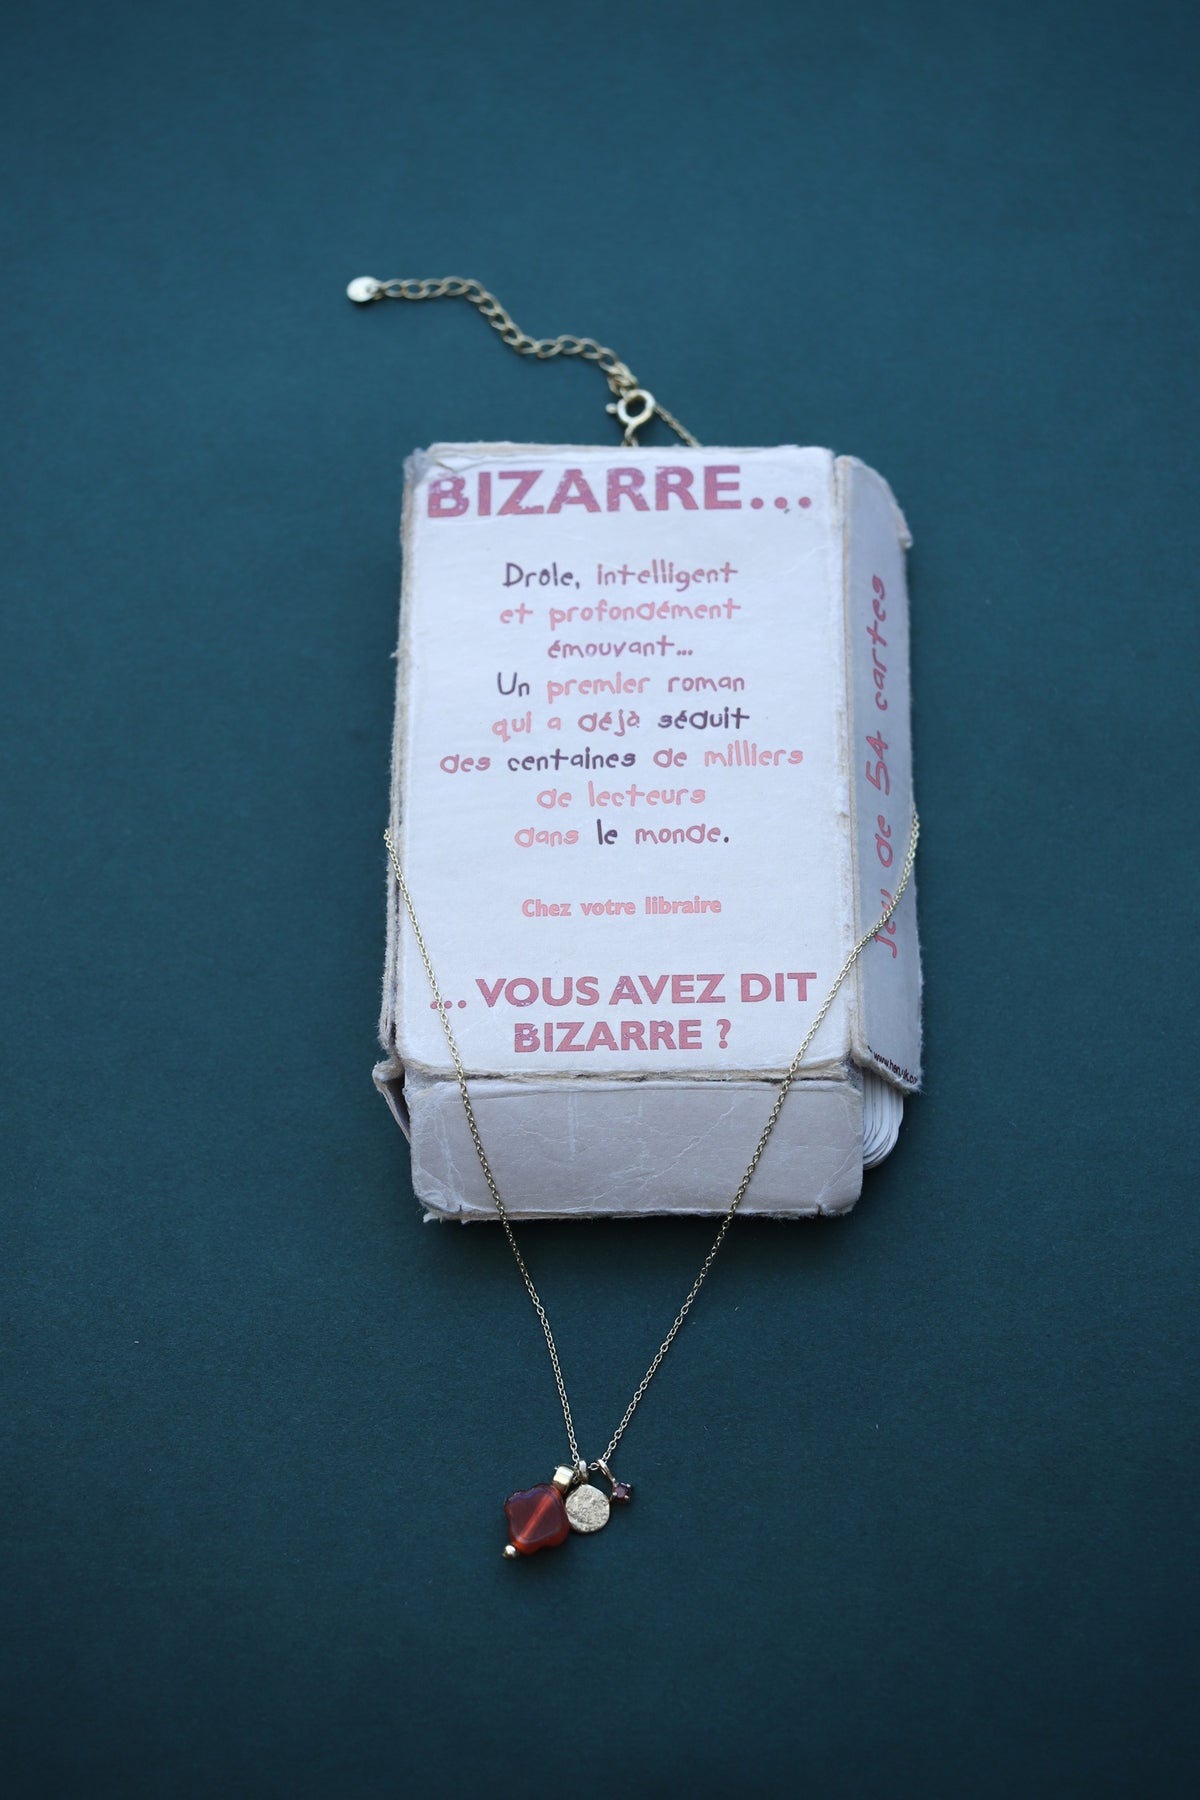 BIZARRE...
Drôle, intelligent
et profondément
émouvant...
Un premier roman
qui a déjà séduit
des centaines de milliers
de lecteurs
dans le monde.
Chez votre libraire
... VOUS AVEZ DIT
BIZARRE ?
Jeu de 54 cartes